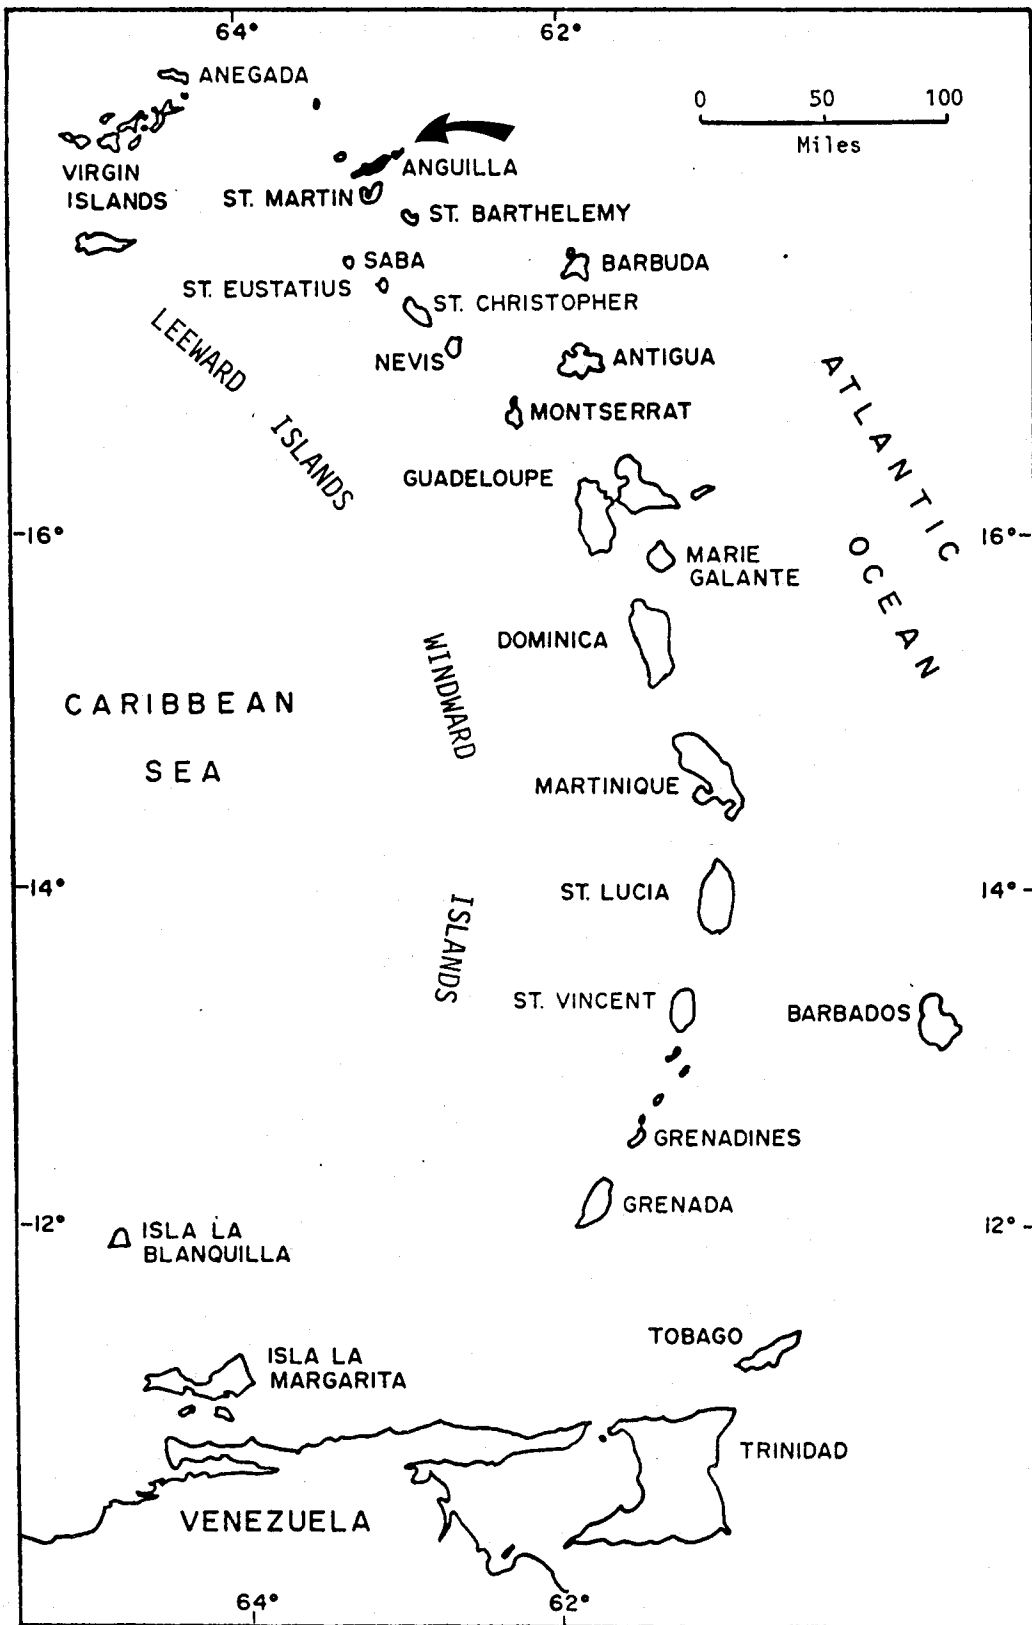 64°
62°
ANEGADA
0 50 100
Miles
VIRGIN
ISLANDS
ANGUILLA
ST. MARTIN
ST. BARTHELEMY
SABA
BARBUDA
ST. EUSTATIUS
ST. CHRISTOPHER
NEVIS
ANTIGUA
LEEWARD
ISLANDS
MONTSERRAT
GUADELOUPE
ATLANTIC
OCEAN
16°
16°
MARIE
GALANTE
DOMINICA
WINDWARD
CARIBBEAN
SEA
MARTINIQUE
14°
ST. LUCIA
14°
ISLANDS
ST. VINCENT
BARBADOS
GRENADINES
GRENADA
12°
12°
ISLA LA
BLANQUILLA
TOBAGO
ISLA LA
MARGARITA
TRINIDAD
VENEZUELA
64°
62°